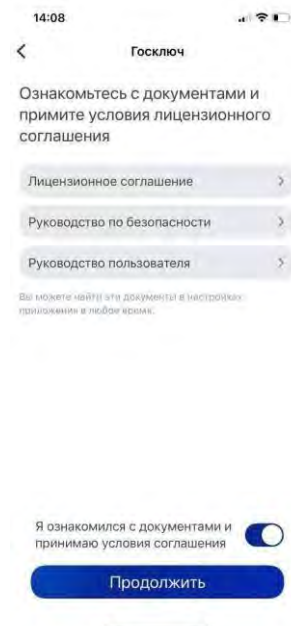 14:08
Госключ
Ознакомьтесь с документами и
примите условия лицензионного
соглашения
Лицензионное соглашение
Руководство по безопасности
Руководство пользователя
Вы можете найти эти документы в настройках
приложения в любое время.
Я ознакомился с документами и
принимаю условия соглашения
Продолжить